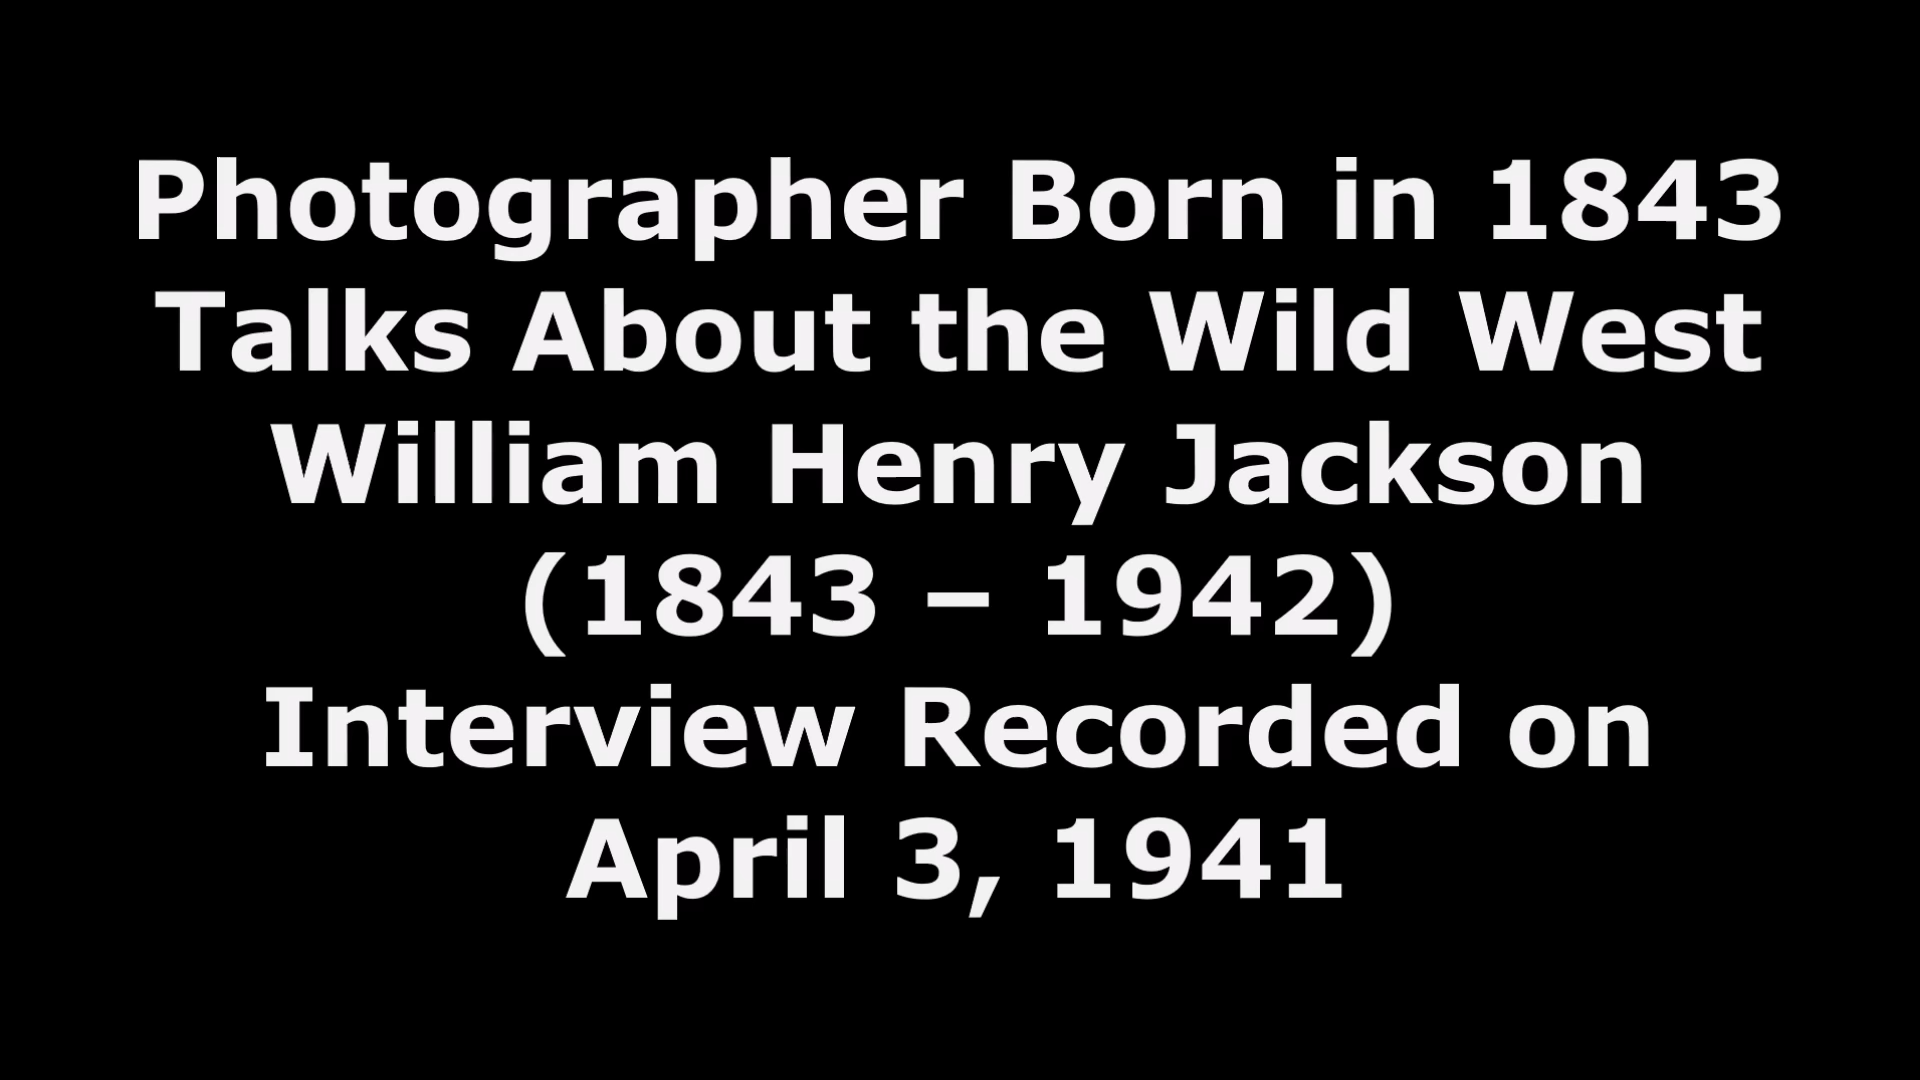 Photographer Born in 1843
Talks About the Wild West
William Henry Jackson
(1843 – 1942)
Interview Recorded on
April 3, 1941